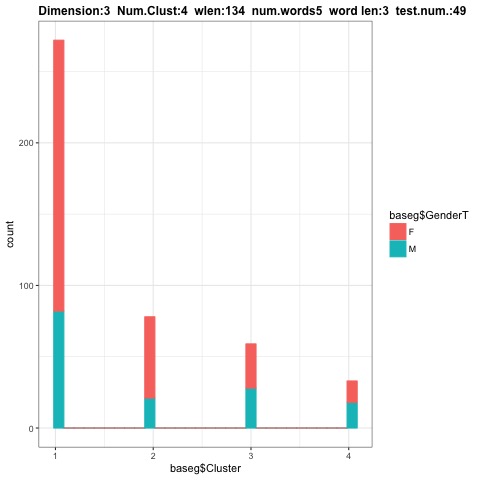 Dimension:3  Num.Clust:4  wlen:134  num.words5  word len:3  test.num.:49
200
100
0
count
1 2 3 4
baseg$Cluster
baseg$GenderT
F
M